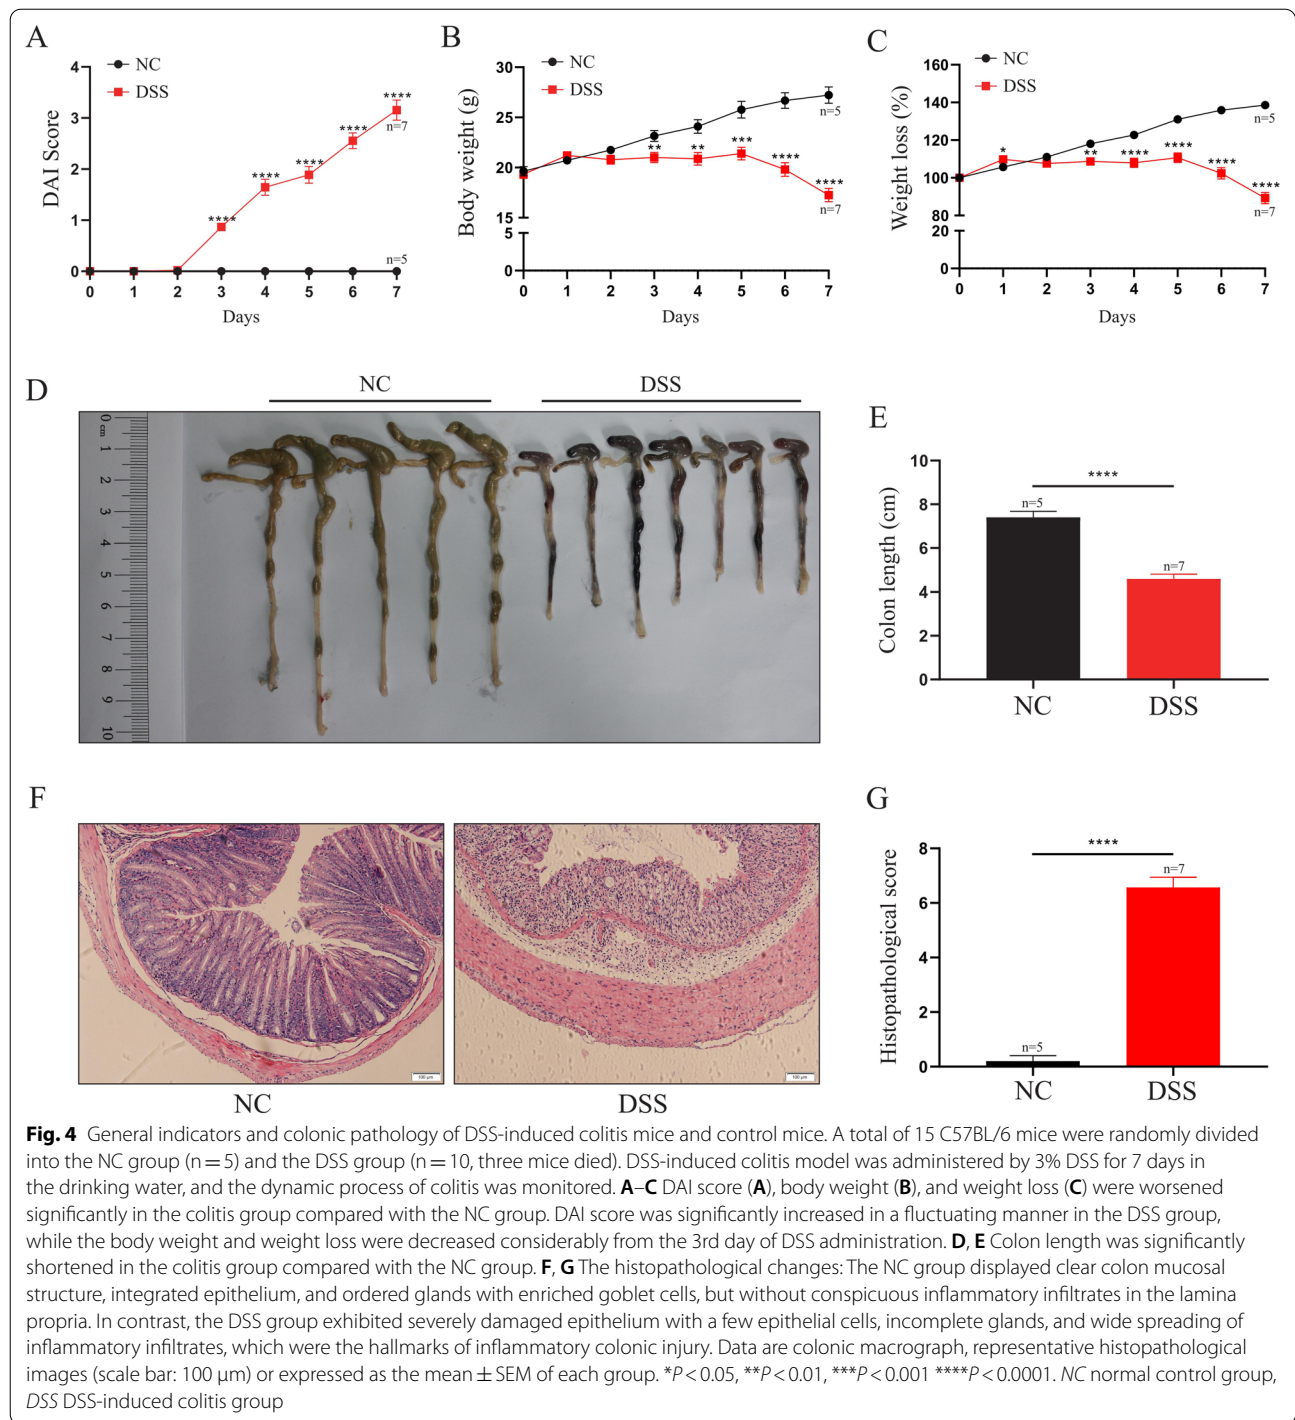 A
NC
DSS
DAI Score
4
3
2
1
0
****
****
****
****
****
n=7
n=5
0 1 2 3 4 5 6 7
Days
B
NC
DSS
Body weight (g)
30
25
20
15
5
0
**
**
***
****
****
n=5
n=7
0 1 2 3 4 5 6 7
Days
C
NC
DSS
Weight loss (%)
160
140
120
100
80
20
0
*
**
****
****
****
****
n=5
n=7
0 1 2 3 4 5 6 7
Days
D
NC
DSS
0 cm
1
2
3
4
5
6
7
8
9
10
E
Colon length (cm)
10
8
6
4
2
0
****
n=5
n=7
NC
DSS
F
100 μm
100 μm
NC
DSS
G
Histopathological score
8
6
4
2
0
****
n=7
n=5
NC
DSS
Fig. 4 General indicators and colonic pathology of DSS-induced colitis mice and control mice. A total of 15 C57BL/6 mice were randomly divided
into the NC group (n = 5) and the DSS group (n = 10, three mice died). DSS-induced colitis model was administered by 3% DSS for 7 days in
the drinking water, and the dynamic process of colitis was monitored. A–C DAI score (A), body weight (B), and weight loss (C) were worsened
significantly in the colitis group compared with the NC group. DAI score was significantly increased in a fluctuating manner in the DSS group,
while the body weight and weight loss were decreased considerably from the 3rd day of DSS administration. D, E Colon length was significantly
shortened in the colitis group compared with the NC group. F, G The histopathological changes: The NC group displayed clear colon mucosal
structure, integrated epithelium, and ordered glands with enriched goblet cells, but without conspicuous inflammatory infiltrates in the lamina
propria. In contrast, the DSS group exhibited severely damaged epithelium with a few epithelial cells, incomplete glands, and wide spreading of
inflammatory infiltrates, which were the hallmarks of inflammatory colonic injury. Data are colonic macrograph, representative histopathological
images (scale bar: 100 μm) or expressed as the mean ± SEM of each group. *P < 0.05, **P < 0.01, ***P < 0.001 ****P < 0.0001. NC normal control group,
DSS DSS-induced colitis group